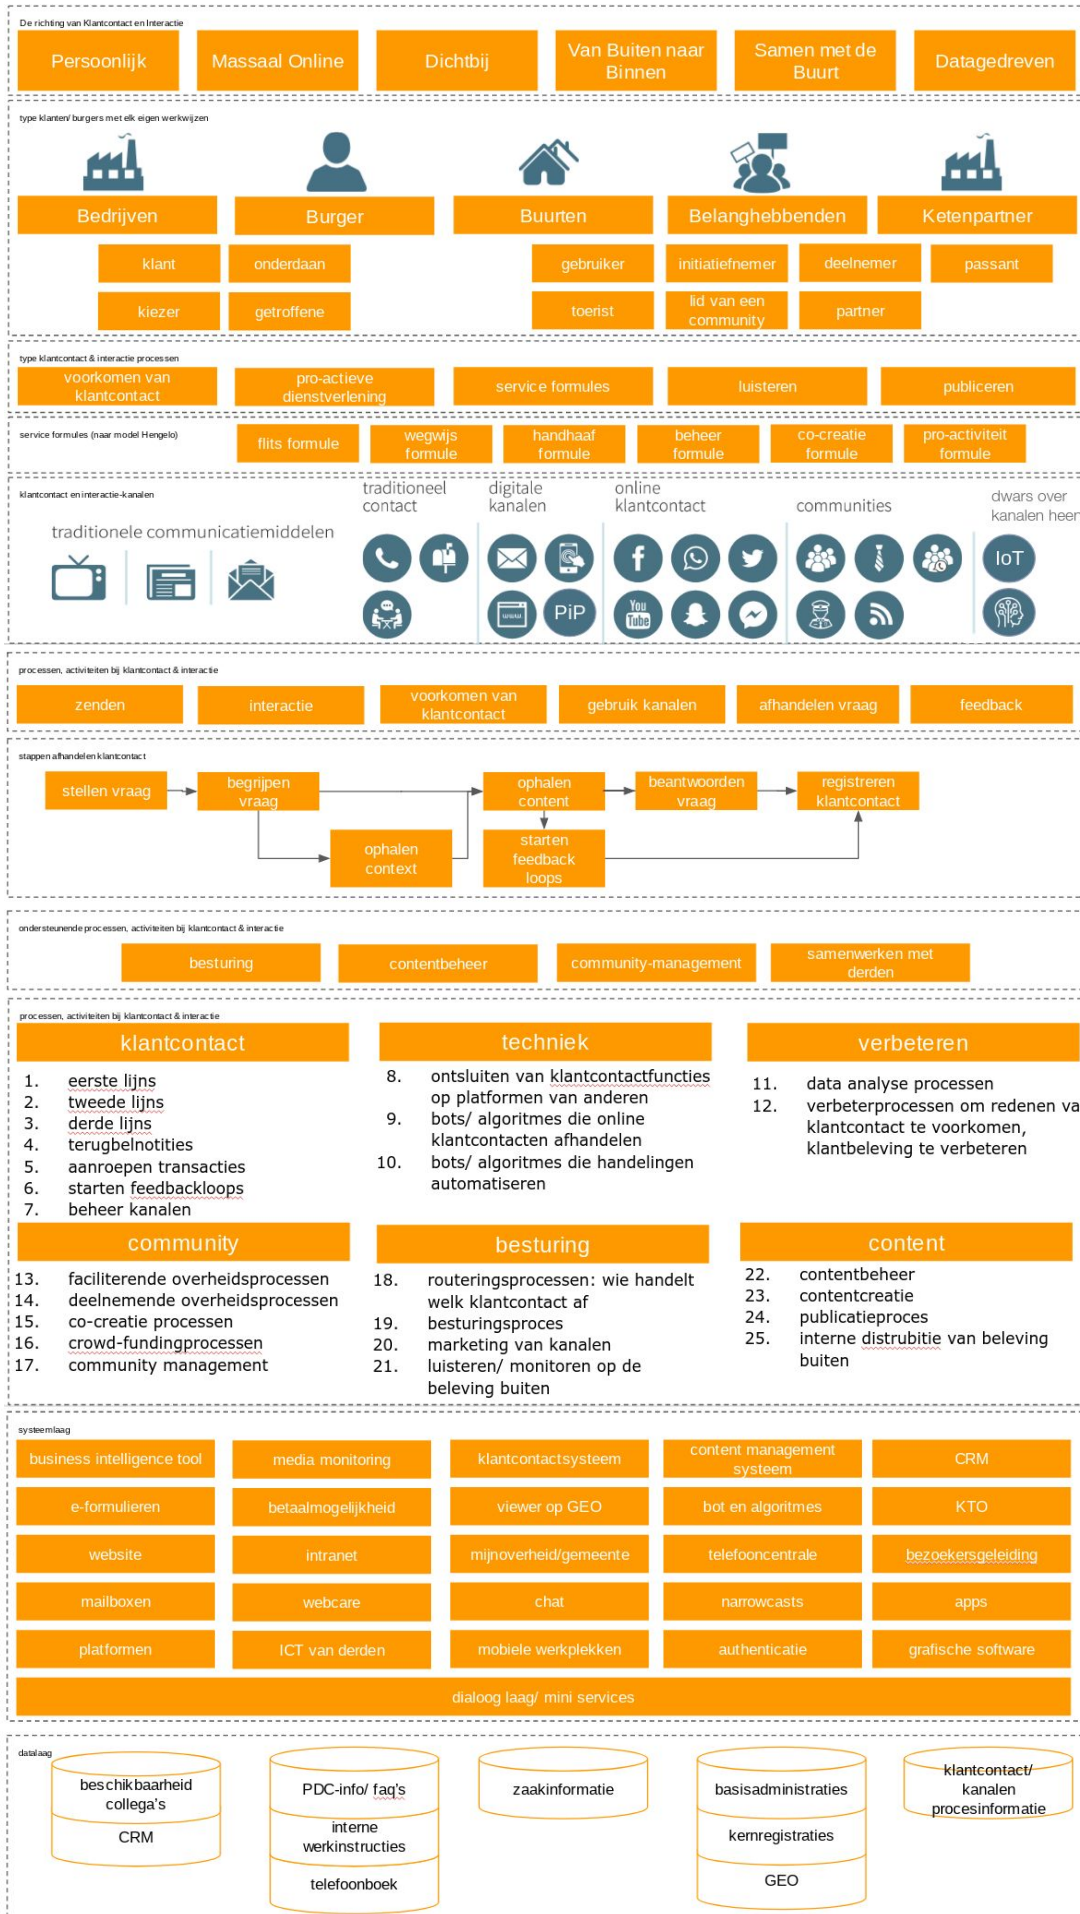 De richting van Klantcontact en Interactie
Persoonlijk
Massaal Online
Dichtbij
Van Buiten naar
Binnen
Samen met de
Buurt
Datagedreven
type klanten/ burgers met elk eigen werkwijzen
Bedrijven
Burger
Buurten
Belanghebbenden
Ketenpartner
klant
onderdaan
gebruiker
initiatiefnemer
deelnemer
passant
kiezer
getroffene
toerist
lid van een
community
partner
type klantcontact & interactie processen
voorkomen van
klantcontact
pro-actieve
dienstverlening
service formules
luisteren
publiceren
service formules (naar model Hengelo)
flits formule
wegwijs
formule
handhaaf
formule
beheer
formule
co-creatie
formule
pro-activiteit
formule
klantcontact en interactie-kanalen
traditionele communicatiemiddelen
traditioneel
contact
digitale
kanalen
online
klantcontact
communities
dwars over
kanalen heen
IoT
www
PiP
You
Tube
processen, activiteiten bij klantcontact & interactie
zenden
interactie
voorkomen van
klantcontact
gebruik kanalen
afhandelen vraag
feedback
stappen afhandelen klantcontact
stellen vraag
begrijpen
vraag
ophalen
content
beantwoorden
vraag
registreren
klantcontact
ophalen
context
starten
feedback
loops
ondersteunende processen, activiteiten bij klantcontact & interactie
besturing
contentbeheer
community-management
samenwerken met
derden
processen, activiteiten bij klantcontact & interactie
klantcontact
1. eerste lijns
2. tweede lijns
3. derde lijns
4. terugbelnotities
5. aanroepen transacties
6. starten feedbackloops
7. beheer kanalen
techniek
8. ontsluiten van klantcontactfuncties
op platformen van anderen
9. bots/ algoritmes die online
klantcontacten afhandelen
10. bots/ algoritmes die handelingen
automatiseren
verbeteren
11. data analyse processen
12. verbeterprocessen om redenen va
klantcontact te voorkomen,
klantbeleving te verbeteren
community
13. faciliterende overheidsprocessen
14. deelnemende overheidsprocessen
15. co-creatie processen
16. crowd-fundingprocessen
17. community management
besturing
18. routeringsprocessen: wie handelt
welk klantcontact af
19. besturingsproces
20. marketing van kanalen
21. luisteren/ monitoren op de
beleving buiten
content
22. contentbeheer
23. contentcreatie
24. publicatieproces
25. interne distrubitie van beleving
buiten
systeemlaag
business intelligence tool
media monitoring
klantcontactsysteem
content management
systeem
CRM
e-formulieren
betaalmogelijkheid
viewer op GEO
bot en algoritmes
KTO
website
intranet
mijnoverheid/gemeente
telefooncentrale
bezoekersgeleiding
mailboxen
webcare
chat
narrowcasts
apps
platformen
ICT van derden
mobiele werkplekken
authenticatie
grafische software
dialoog laag/ mini services
datalaag
beschikbaarheid
collega's
CRM
PDC-info/ faq's
interne
werkinstructies
telefoonboek
zaakinformatie
basisadministraties
kernregistraties
GEO
klantcontact/
kanalen
procesinformatie